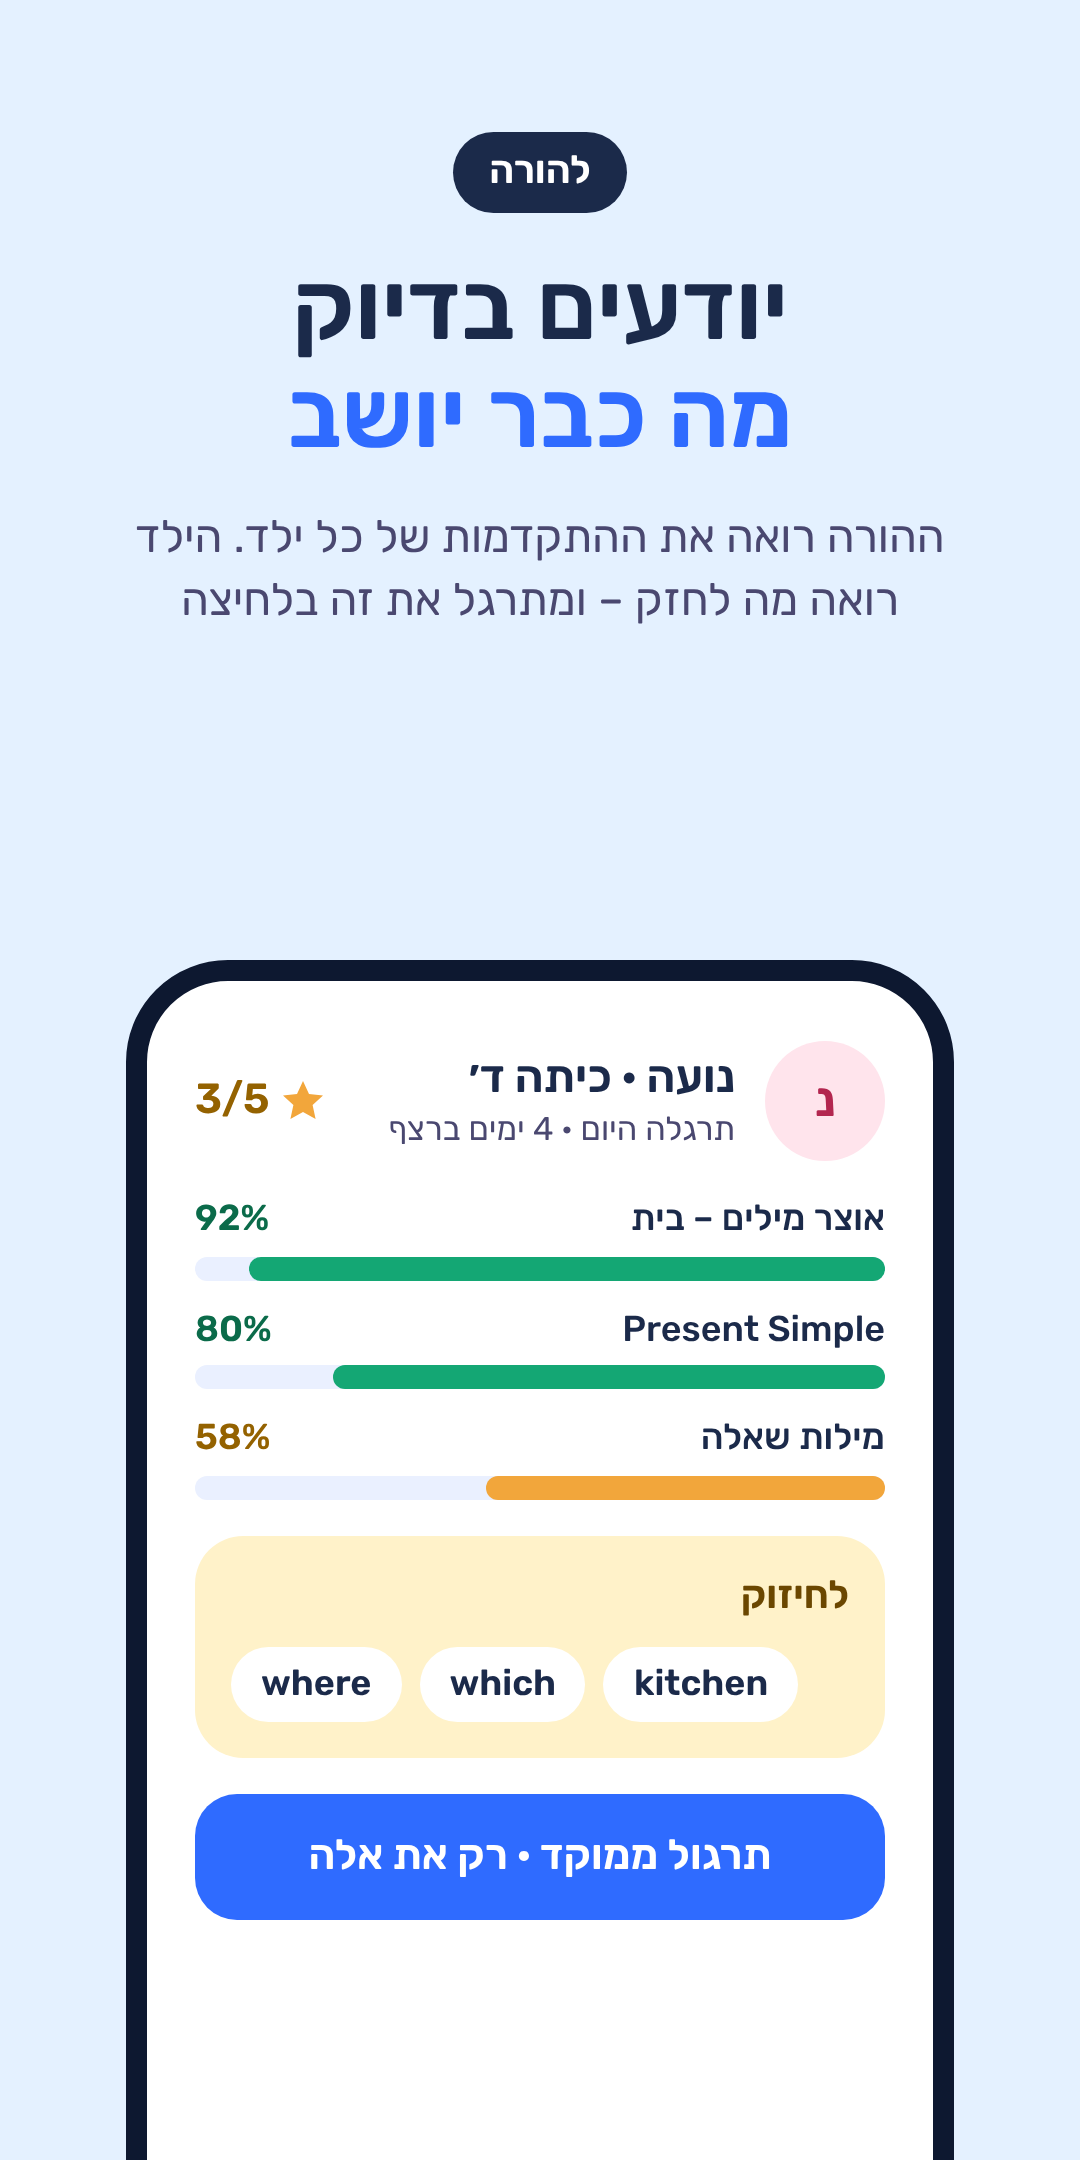 להורה
יודעים בדיוק
מה כבר יושב
ההורה רואה את ההתקדמות של כל ילד. הילד
רואה מה לחזק – ומתרגל את זה בלחיצה
נ
נועה • כיתה ד׳
תרגלה היום • 4 ימים ברצף
3/5
אוצר מילים – בית
92%
Present Simple
80%
מילות שאלה
58%
לחיזוק
kitchen
which
where
תרגול ממוקד • רק את אלה